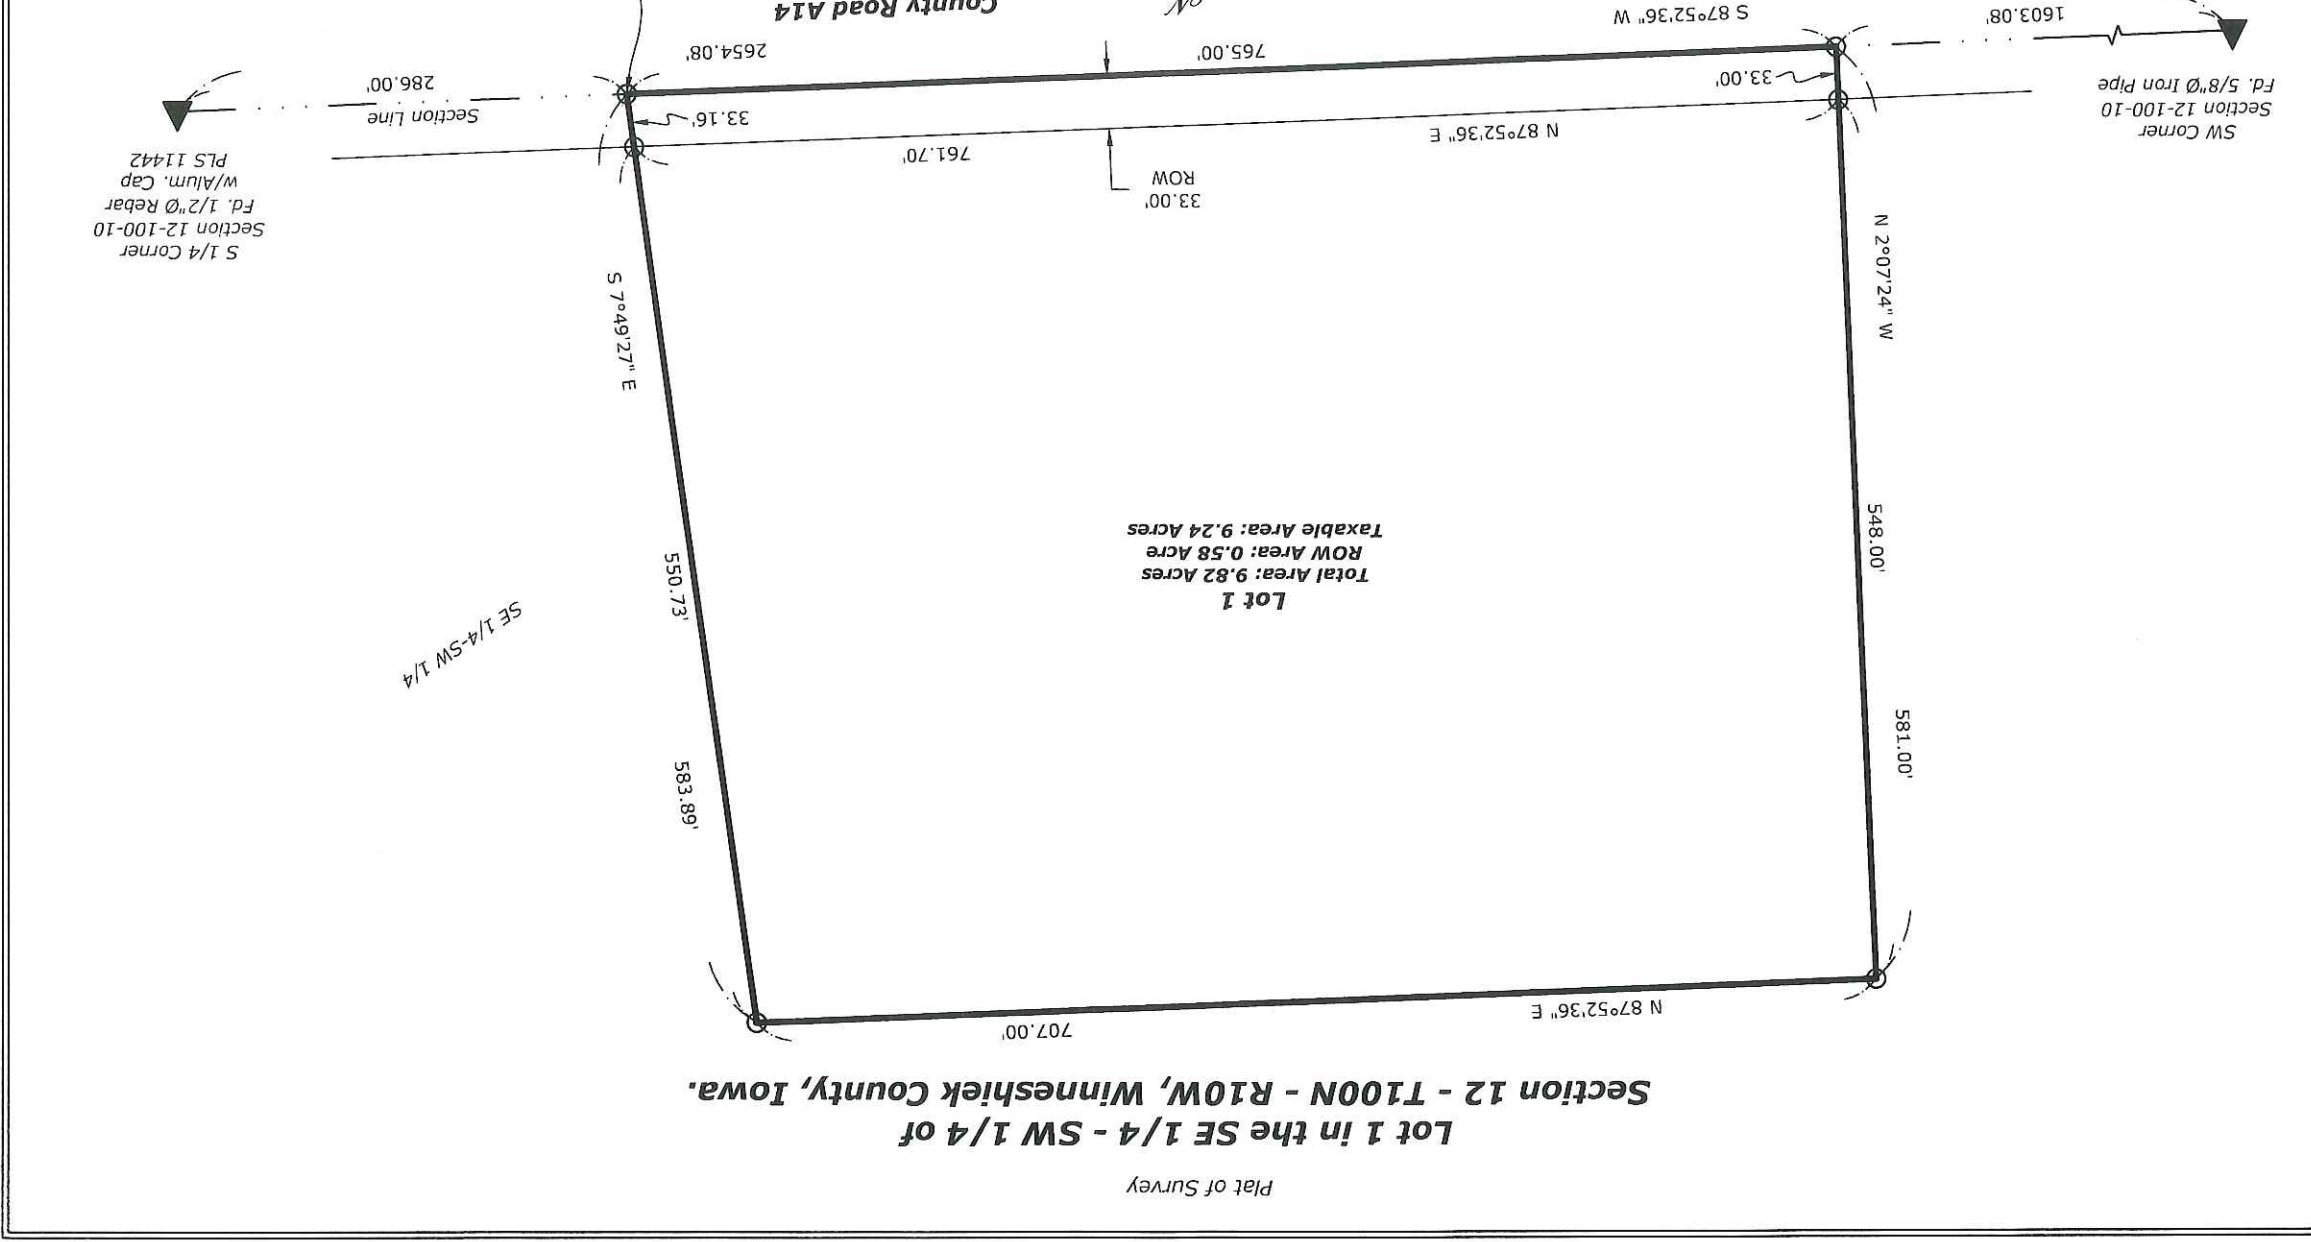 Plat of Survey
Lot 1 in the SE 1/4 - SW 1/4 of
Section 12 - T100N - R10W, Winneshiek County, Iowa.
N 87°52'36" E
707.00'
581.00'
583.89'
548.00'
550.73'
SE 1/4-SW 1/4
Lot 1
Total Area: 9.82 Acres
ROW Area: 0.58 Acre
Taxable Area: 9.24 Acres
N 2°07'24" W
S 7°49'27" E
33.00'
ROW
N 87°52'36" E
761.70'
SW Corner
Section 12-100-10
Fd. 5/8"Ø Iron Pipe
S 1/4 Corner
Section 12-100-10
Fd. 1/2"Ø Rebar
w/Alum. Cap
PLS 11442
33.00'
33.16'
Section Line
286.00'
1603.08'
S 87°52'36" W
765.00'
2654.08'
County Road A14